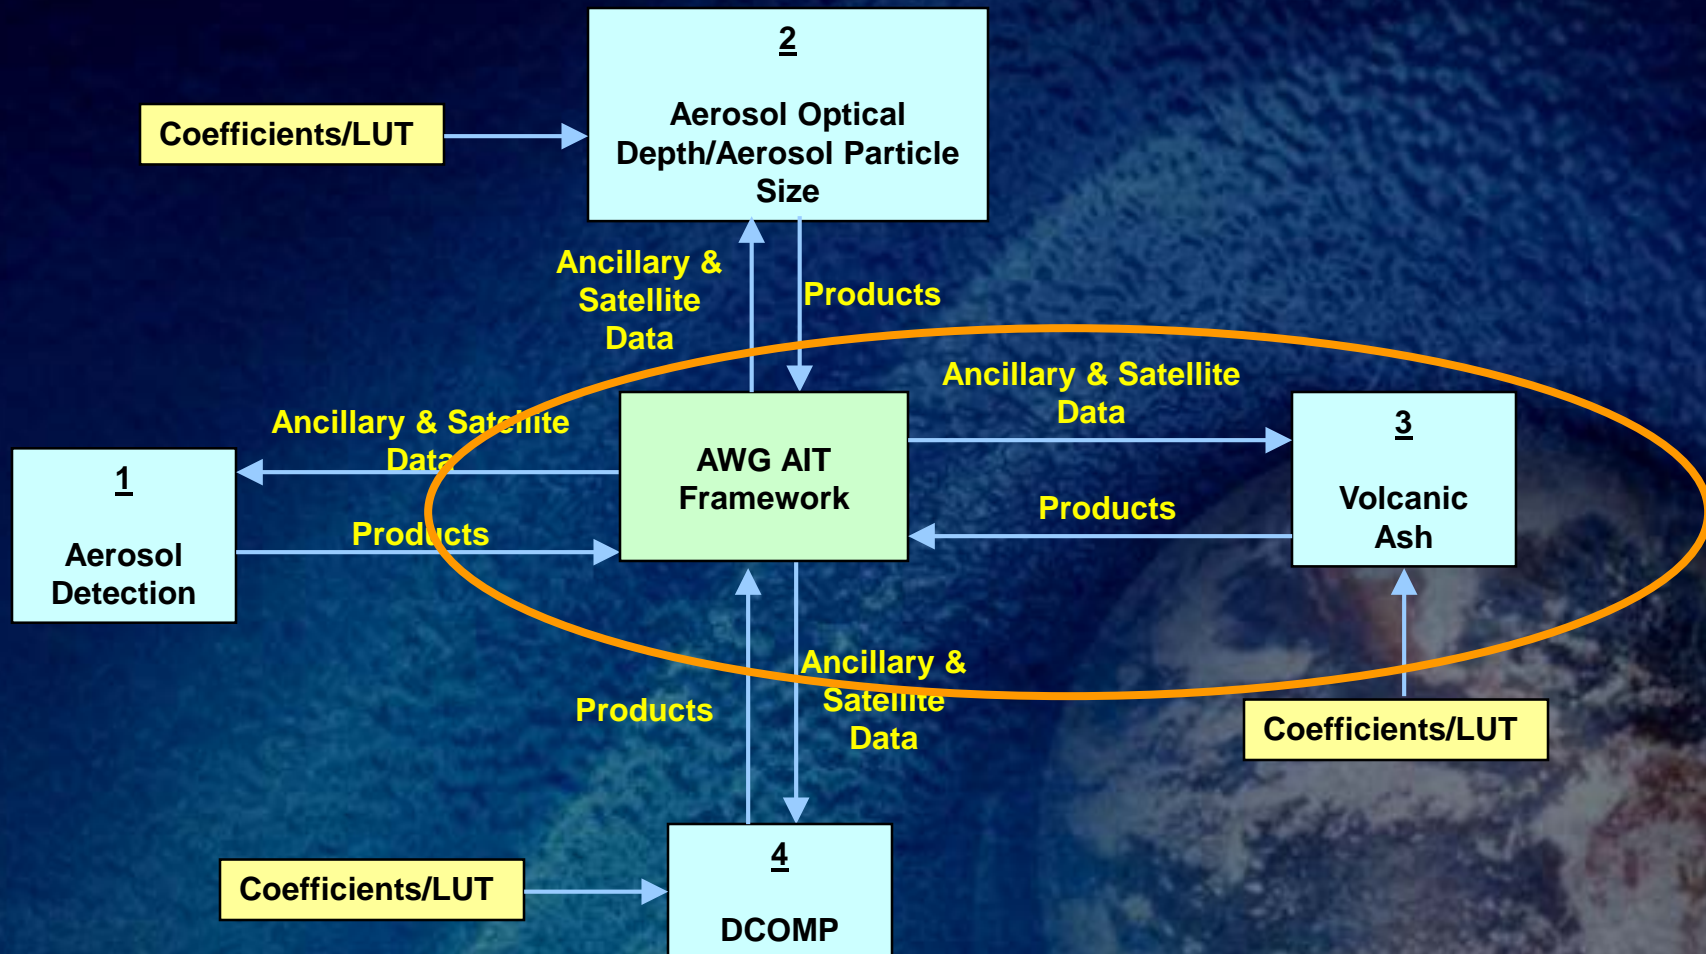 2
Aerosol Optical
Depth/Aerosol Particle
Size
Coefficients/LUT
Ancillary &
Satellite
Data
Products
Ancillary & Satellite
Data
1
Aerosol
Detection
Products
AWG AIT
Framework
Ancillary & Satellite
Data
Products
3
Volcanic
Ash
Coefficients/LUT
Products
Ancillary &
Satellite
Data
Coefficients/LUT
4
DCOMP